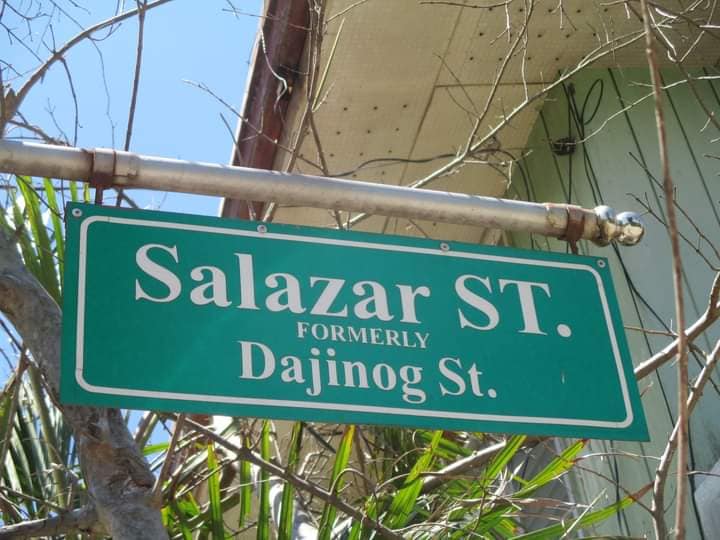 Salazar ST.
FORMERLY
Dajinog St.